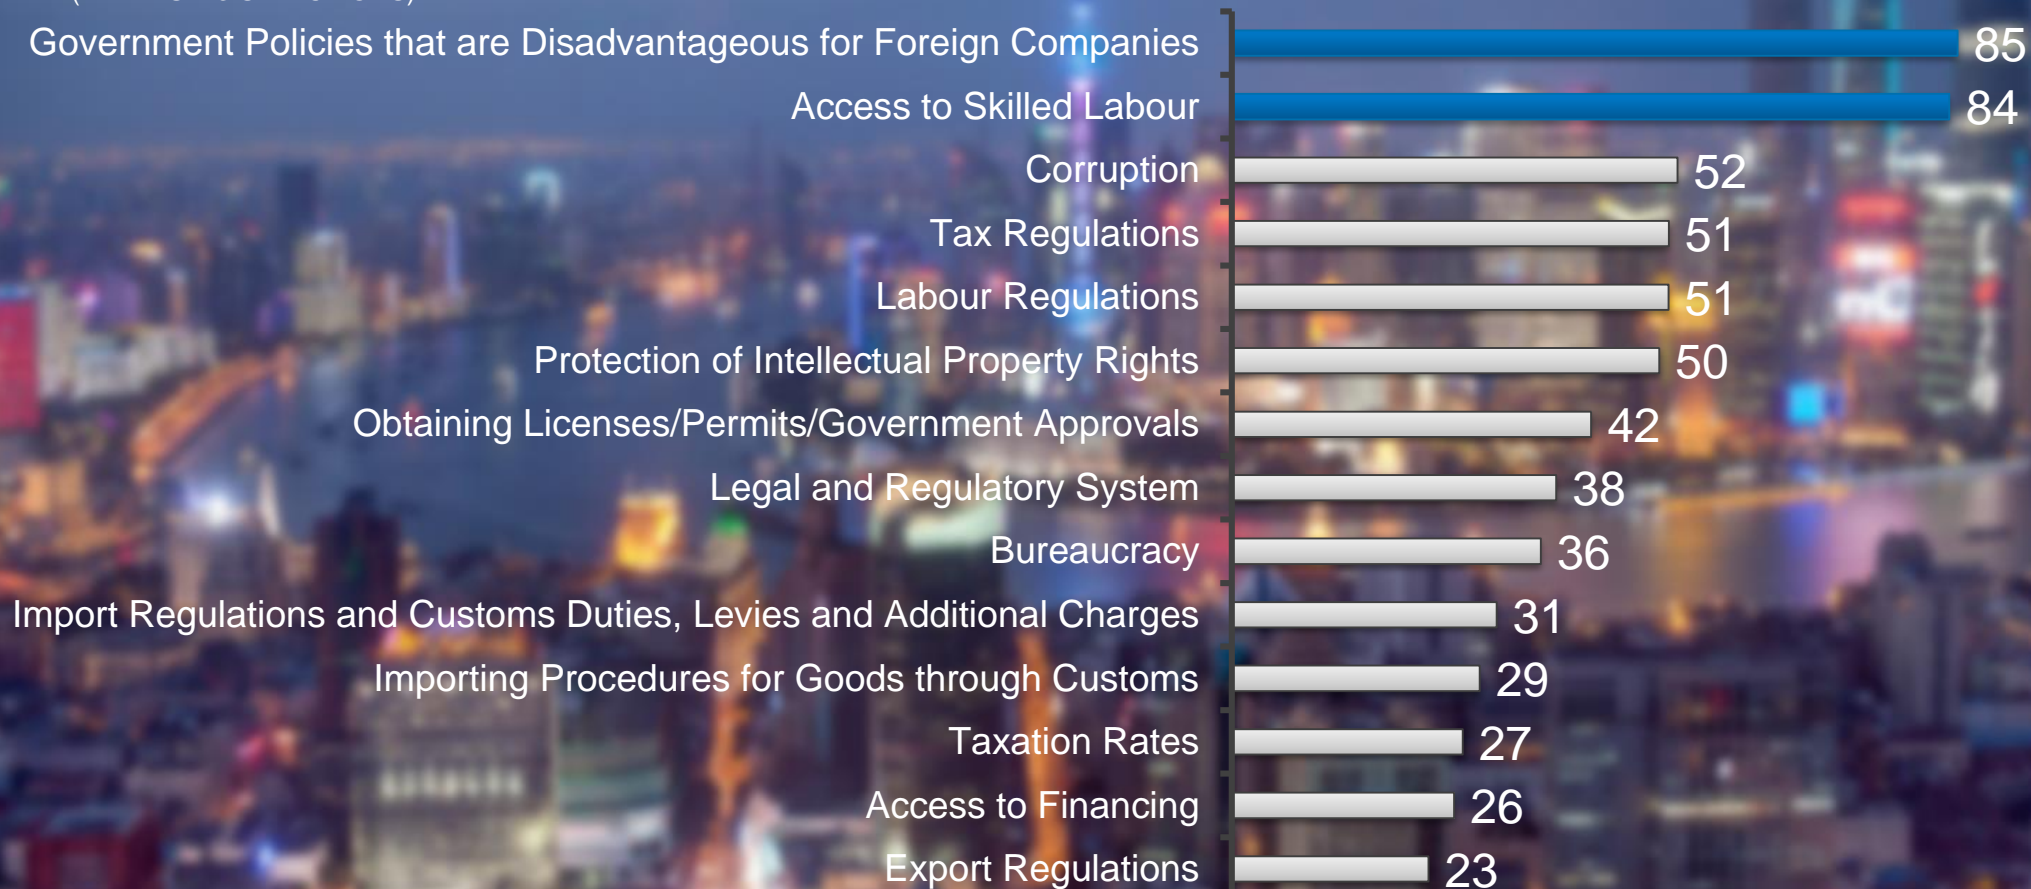 Government Policies that are Disadvantageous for Foreign Companies 85
Access to Skilled Labour 84
Corruption 52
Tax Regulations 51
Labour Regulations 51
Protection of Intellectual Property Rights 50
Obtaining Licenses/Permits/Government Approvals 42
Legal and Regulatory System 38
Bureaucracy 36
Import Regulations and Customs Duties, Levies and Additional Charges 31
Importing Procedures for Goods through Customs 29
Taxation Rates 27
Access to Financing 26
Export Regulations 23